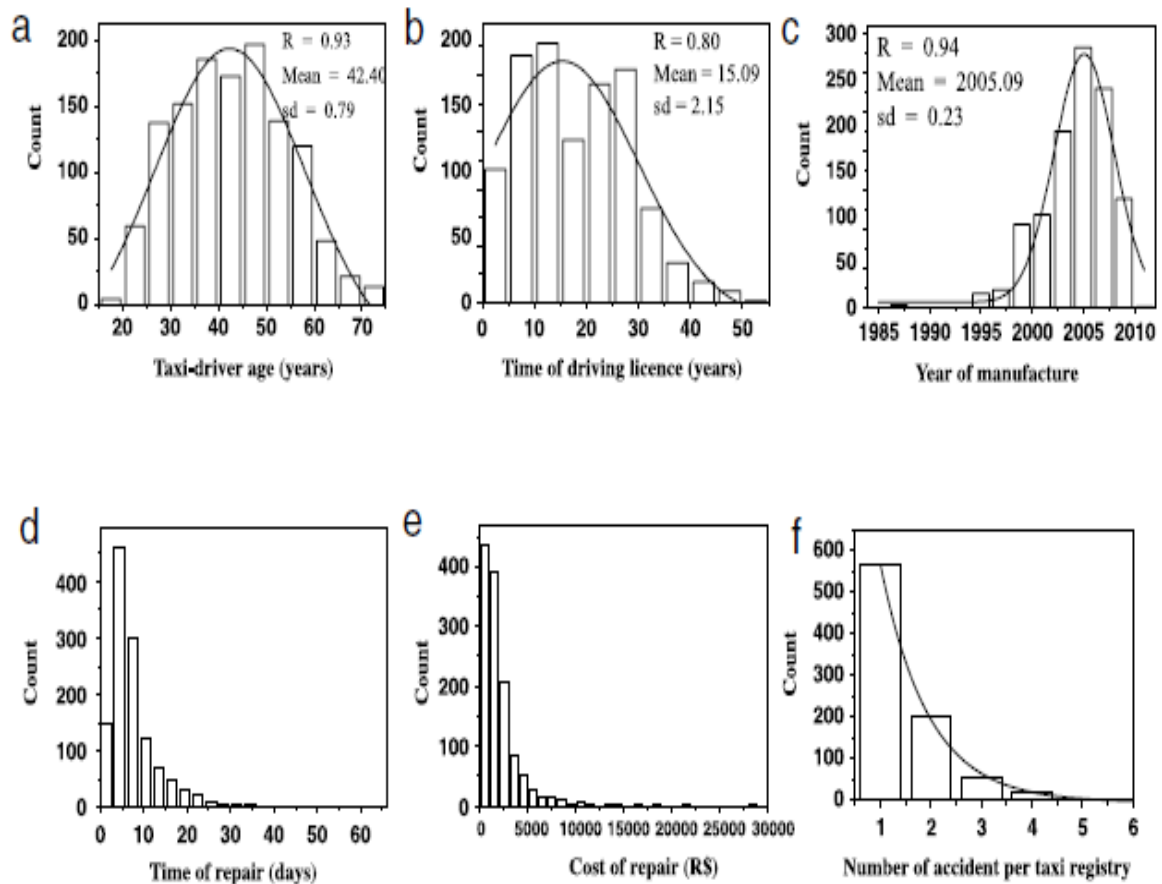 a
R = 0.93
Mean = 42.40
sd = 0.79
Count
200
150
100
50
0
20 30 40 50 60 70
Taxi-driver age (years)
b
R = 0.80
Mean = 15.09
sd = 2.15
Count
200
150
100
50
0
0 10 20 30 40 50
Time of driving licence (years)
c
R = 0.94
Mean = 2005.09
sd = 0.23
Count
300
250
200
150
100
50
0
1985 1990 1995 2000 2005 2010
Year of manufacture
d
Count
400
300
200
100
0
0 10 20 30 40 50 60
Time of repair (days)
e
Count
400
300
200
100
0
0 5000 10000 15000 20000 25000 30000
Cost of repair (R$)
f
Count
600
500
400
300
200
100
0
1 2 3 4 5 6
Number of accident per taxi registry